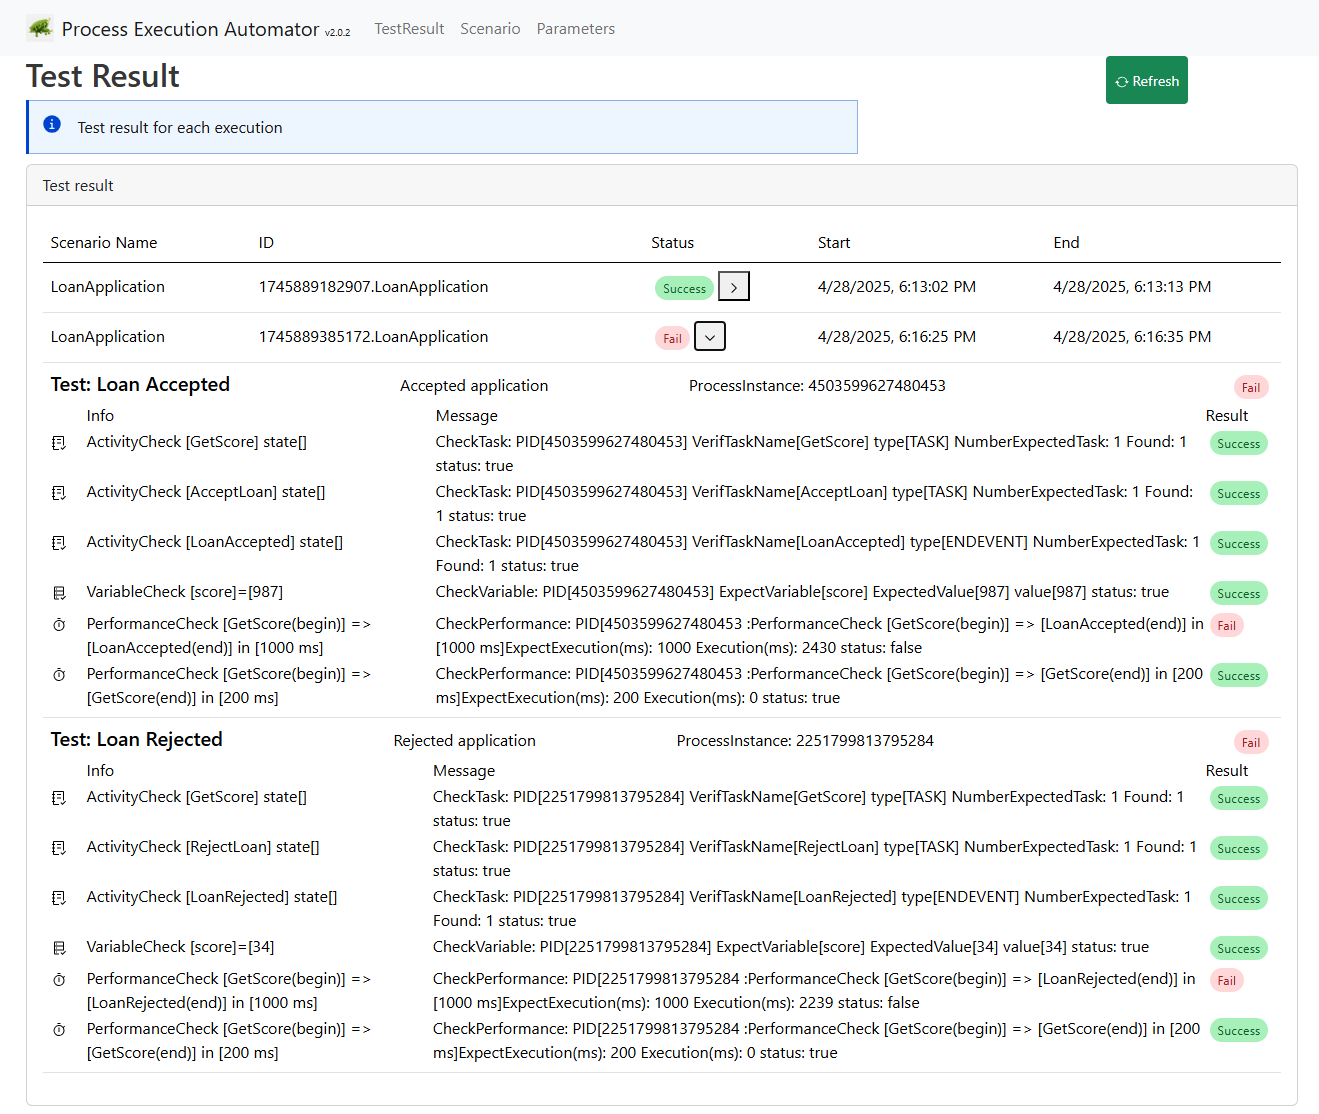 Process Execution Automator v2.0.2 TestResult Scenario Parameters
Test Result
Refresh
Test result for each execution
Test result
Scenario Name ID Status Start End
LoanApplication 1745889182907.LoanApplication Success 4/28/2025, 6:13:02 PM 4/28/2025, 6:13:13 PM
LoanApplication 1745889385172.LoanApplication Fail 4/28/2025, 6:16:25 PM 4/28/2025, 6:16:35 PM
Test: Loan Accepted Accepted application ProcessInstance: 4503599627480453 Fail
Info Message Result
ActivityCheck [GetScore] state[] CheckTask: PID[4503599627480453] VerifTaskName[GetScore] type[TASK] NumberExpectedTask: 1 Found: 1 Success
status: true
ActivityCheck [AcceptLoan] state[] CheckTask: PID[4503599627480453] VerifTaskName[AcceptLoan] type[TASK] NumberExpectedTask: 1 Found: Success
1 status: true
ActivityCheck [LoanAccepted] state[] CheckTask: PID[4503599627480453] VerifTaskName[LoanAccepted] type[ENDEVENT] NumberExpectedTask: 1 Success
Found: 1 status: true
VariableCheck [score]=[987] CheckVariable: PID[4503599627480453] ExpectVariable[score] ExpectedValue[987] value[987] status: true Success
PerformanceCheck [GetScore(begin)] => CheckPerformance: PID[4503599627480453 :PerformanceCheck [GetScore(begin)] => [LoanAccepted(end)] in Fail
[LoanAccepted(end)] in [1000 ms] [1000 ms]ExpectExecution(ms): 1000 Execution(ms): 2430 status: false
PerformanceCheck [GetScore(begin)] => CheckPerformance: PID[4503599627480453 :PerformanceCheck [GetScore(begin)] => [GetScore(end)] in [200 Success
[GetScore(end)] in [200 ms] ms]ExpectExecution(ms): 200 Execution(ms): 0 status: true
Test: Loan Rejected Rejected application ProcessInstance: 2251799813795284 Fail
Info Message Result
ActivityCheck [GetScore] state[] CheckTask: PID[2251799813795284] VerifTaskName[GetScore] type[TASK] NumberExpectedTask: 1 Found: 1 Success
status: true
ActivityCheck [RejectLoan] state[] CheckTask: PID[2251799813795284] VerifTaskName[RejectLoan] type[TASK] NumberExpectedTask: 1 Found: 1 Success
status: true
ActivityCheck [LoanRejected] state[] CheckTask: PID[2251799813795284] VerifTaskName[LoanRejected] type[ENDEVENT] NumberExpectedTask: 1 Success
Found: 1 status: true
VariableCheck [score]=[34] CheckVariable: PID[2251799813795284] ExpectVariable[score] ExpectedValue[34] value[34] status: true Success
PerformanceCheck [GetScore(begin)] => CheckPerformance: PID[2251799813795284 :PerformanceCheck [GetScore(begin)] => [LoanRejected(end)] in Fail
[LoanRejected(end)] in [1000 ms] [1000 ms]ExpectExecution(ms): 1000 Execution(ms): 2239 status: false
PerformanceCheck [GetScore(begin)] => CheckPerformance: PID[2251799813795284 :PerformanceCheck [GetScore(begin)] => [GetScore(end)] in [200 Success
[GetScore(end)] in [200 ms] ms]ExpectExecution(ms): 200 Execution(ms): 0 status: true